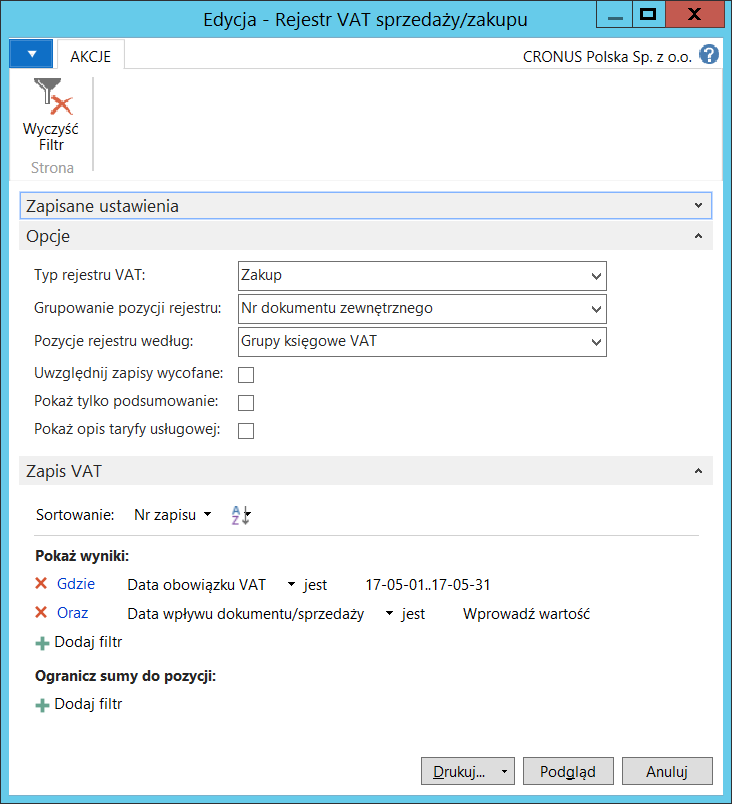 Edycja - Rejestr VAT sprzedaży/zakupu
AKCJE
CRONUS Polska Sp. z o.o.
Wyczyść
Filtr
Strona
Zapisane ustawienia
Opcje
Typ rejestru VAT: Zakup
Grupowanie pozycji rejestru: Nr dokumentu zewnętrznego
Pozycje rejestru według: Grupy księgowe VAT
Uwzględnij zapisy wycofane:
Pokaż tylko podsumowanie:
Pokaż opis taryfy usługowej:
Zapis VAT
Sortowanie: Nr zapisu AZ
Pokaż wyniki:
Gdzie Data obowiązku VAT jest 17-05-01..17-05-31
Oraz Data wpływu dokumentu/sprzedaży jest Wprowadź wartość
Dodaj filtr
Ogranicz sumy do pozycji:
Dodaj filtr
Drukuj... Podgląd Anuluj